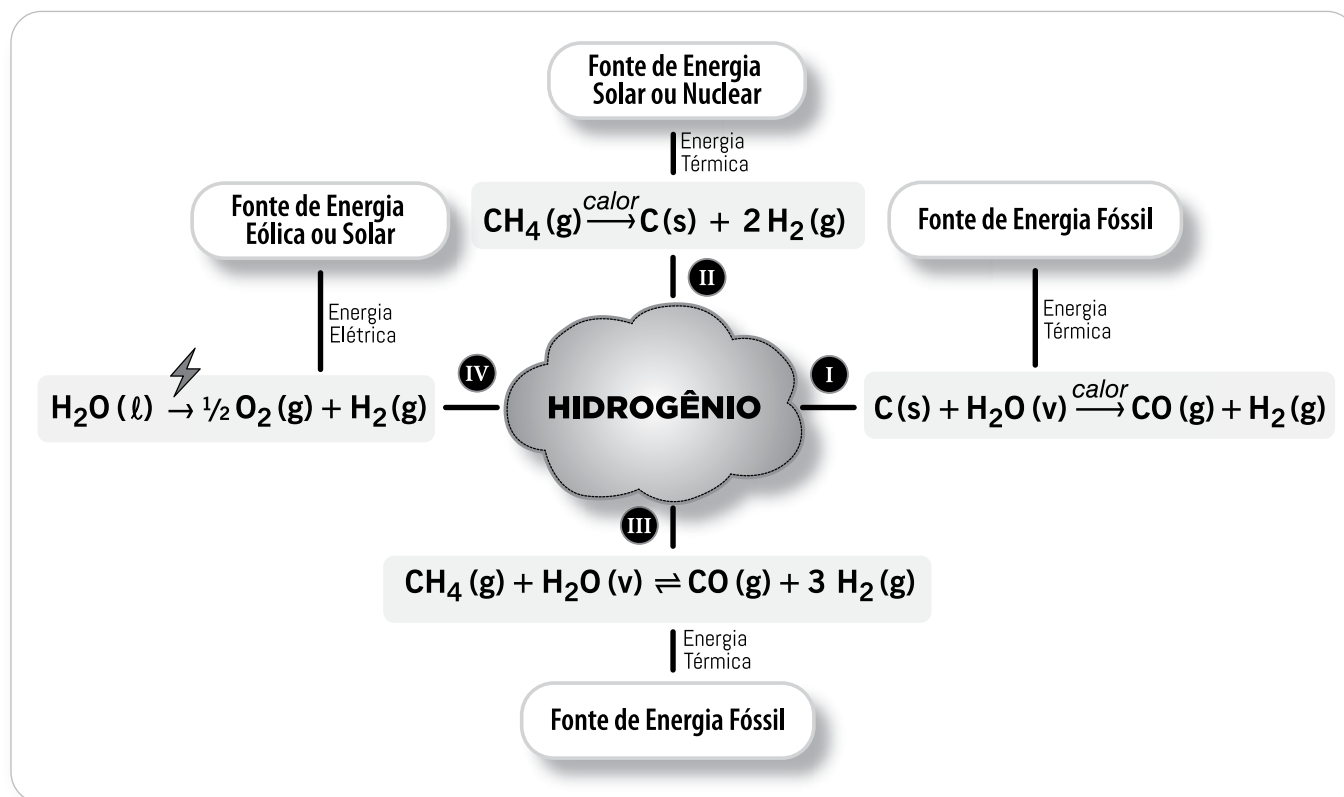 Fonte de Energia
Solar ou Nuclear
Energia
Térmica
CH₄ (g) calor⟶ C (s) + 2 H₂ (g)
II
Fonte de Energia
Eólica ou Solar
Energia
Elétrica
H₂O (ℓ) → ½ O₂ (g) + H₂ (g)
IV
HIDROGÊNIO
I
Fonte de Energia Fóssil
Energia
Térmica
C (s) + H₂O (v) calor⟶ CO (g) + H₂ (g)
III
CH₄ (g) + H₂O (v) ⇌ CO (g) + 3 H₂ (g)
Energia
Térmica
Fonte de Energia Fóssil